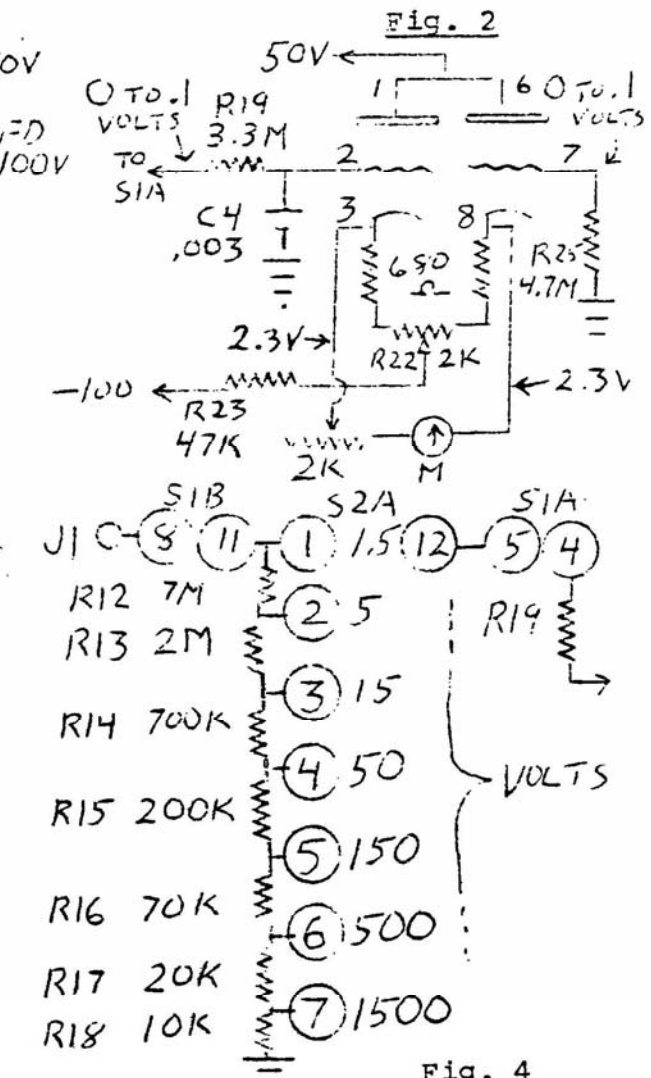 Fig. 2
50V
0V
0 TO .1 VOLTS
R19 3.3M
1
6
0 TO .1 VOLTS
100V
TO S1A
2
7
C4 .003
3
8
680 Ω
R25 4.7M
2.3V
R22 2K
2.3V
-100
R23 47K
2K
M
S1B
S2A
S1A
J1
8
11
1
1.5
12
5
4
R12 7M
2
5
R19
R13 2M
3
15
R14 700K
4
50
VOLTS
R15 200K
5
150
R16 70K
6
500
R17 20K
7
1500
R18 10K
Fig. 4